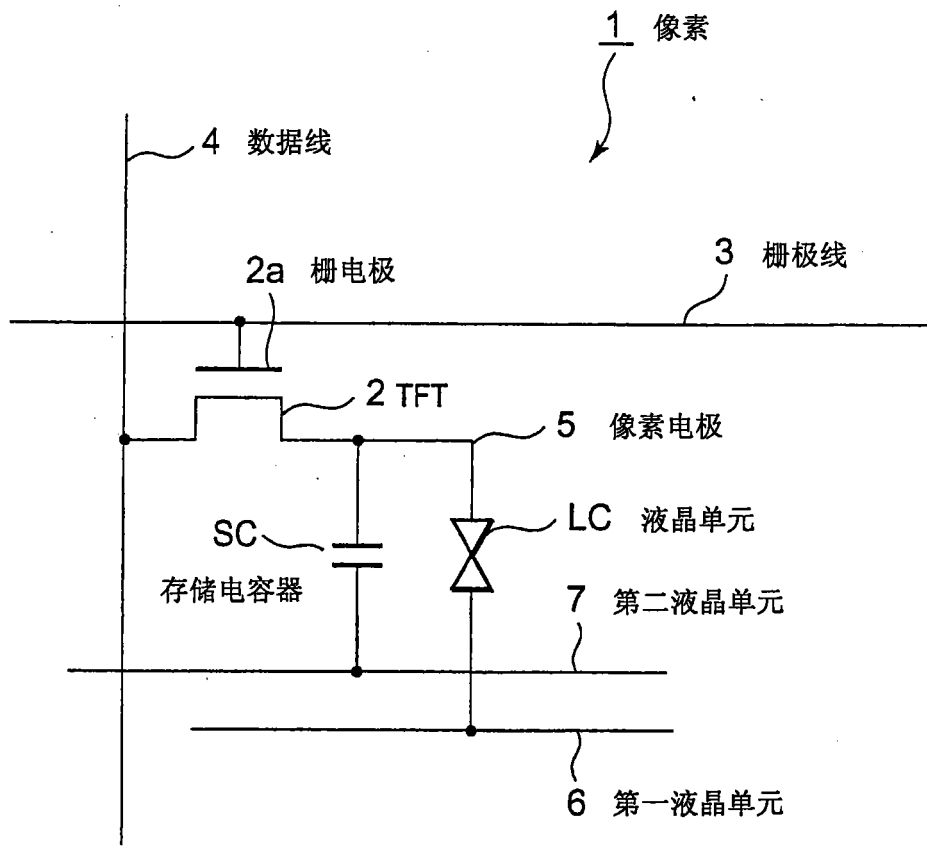 1 像素
4 数据线
3 栅极线
2a 栅电极
2 TFT
5 像素电极
SC
存储电容器
LC 液晶单元
7 第二液晶单元
6 第一液晶单元